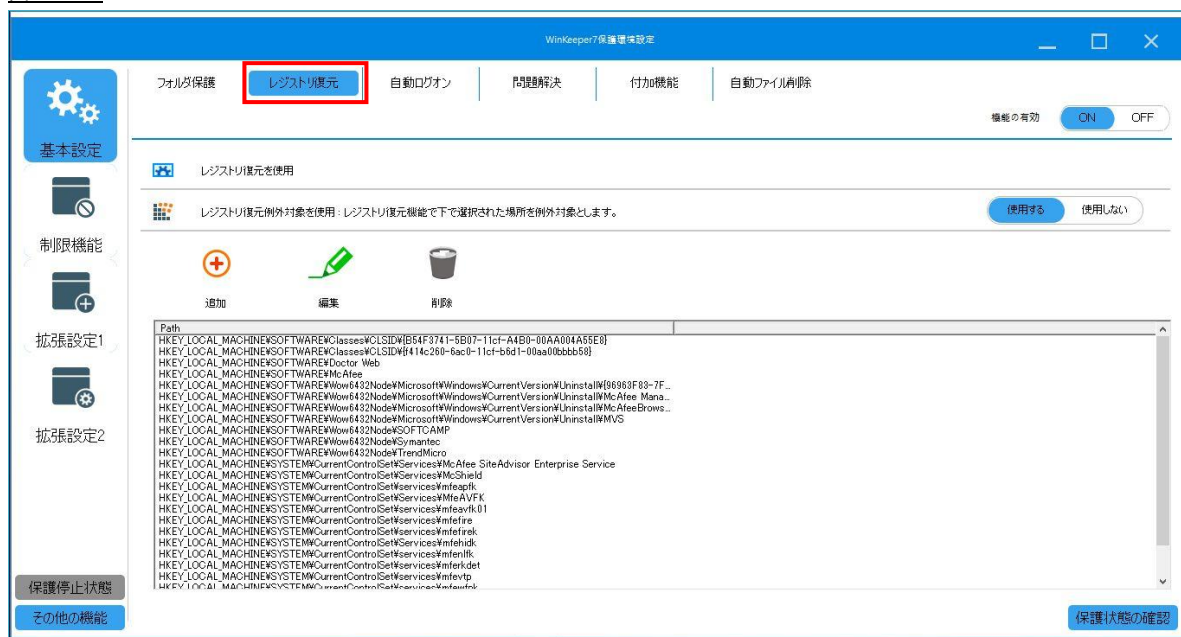 WinKeeper7保護環境設定
フォルダ保護 レジストリ復元 自動ログオン 問題解決 付加機能 自動ファイル削除
機能の有効 ON OFF
基本設定
制限機能
拡張設定1
拡張設定2
保護停止状態
その他の機能
レジストリ復元を使用
レジストリ復元例外対象を使用 : レジストリ復元機能で下で選択された場所を例外対象とします。 使用する 使用しない
追加 編集 削除
Path
HKEY_LOCAL_MACHINE¥SOFTWARE¥Classes¥CLSID¥{B54F3741-5B07-11cf-A4B0-00AA004A55E8}
HKEY_LOCAL_MACHINE¥SOFTWARE¥Classes¥CLSID¥{f414c260-6ac0-11cf-b6d1-00aa00bbbb58}
HKEY_LOCAL_MACHINE¥SOFTWARE¥Doctor Web
HKEY_LOCAL_MACHINE¥SOFTWARE¥McAfee
HKEY_LOCAL_MACHINE¥SOFTWARE¥Wow6432Node¥Microsoft¥Windows¥CurrentVersion¥Uninstall¥{96963F83-7F...
HKEY_LOCAL_MACHINE¥SOFTWARE¥Wow6432Node¥Microsoft¥Windows¥CurrentVersion¥Uninstall¥McAfee Mana...
HKEY_LOCAL_MACHINE¥SOFTWARE¥Wow6432Node¥Microsoft¥Windows¥CurrentVersion¥Uninstall¥McAfeeBrows...
HKEY_LOCAL_MACHINE¥SOFTWARE¥Wow6432Node¥Microsoft¥Windows¥CurrentVersion¥Uninstall¥MVS
HKEY_LOCAL_MACHINE¥SOFTWARE¥Wow6432Node¥SOFTCAMP
HKEY_LOCAL_MACHINE¥SOFTWARE¥Wow6432Node¥Symantec
HKEY_LOCAL_MACHINE¥SOFTWARE¥Wow6432Node¥TrendMicro
HKEY_LOCAL_MACHINE¥SYSTEM¥CurrentControlSet¥Services¥McAfee SiteAdvisor Enterprise Service
HKEY_LOCAL_MACHINE¥SYSTEM¥CurrentControlSet¥Services¥McShield
HKEY_LOCAL_MACHINE¥SYSTEM¥CurrentControlSet¥services¥mfeapfk
HKEY_LOCAL_MACHINE¥SYSTEM¥CurrentControlSet¥Services¥MfeAVFK
HKEY_LOCAL_MACHINE¥SYSTEM¥CurrentControlSet¥services¥mfeavfk01
HKEY_LOCAL_MACHINE¥SYSTEM¥CurrentControlSet¥services¥mfefire
HKEY_LOCAL_MACHINE¥SYSTEM¥CurrentControlSet¥services¥mfefirek
HKEY_LOCAL_MACHINE¥SYSTEM¥CurrentControlSet¥services¥mfehidk
HKEY_LOCAL_MACHINE¥SYSTEM¥CurrentControlSet¥services¥mfenlfk
HKEY_LOCAL_MACHINE¥SYSTEM¥CurrentControlSet¥services¥mferkdet
HKEY_LOCAL_MACHINE¥SYSTEM¥CurrentControlSet¥services¥mfevtp
HKEY_LOCAL_MACHINE¥SYSTEM¥CurrentControlSet¥services¥mfewfpk
保護状態の確認